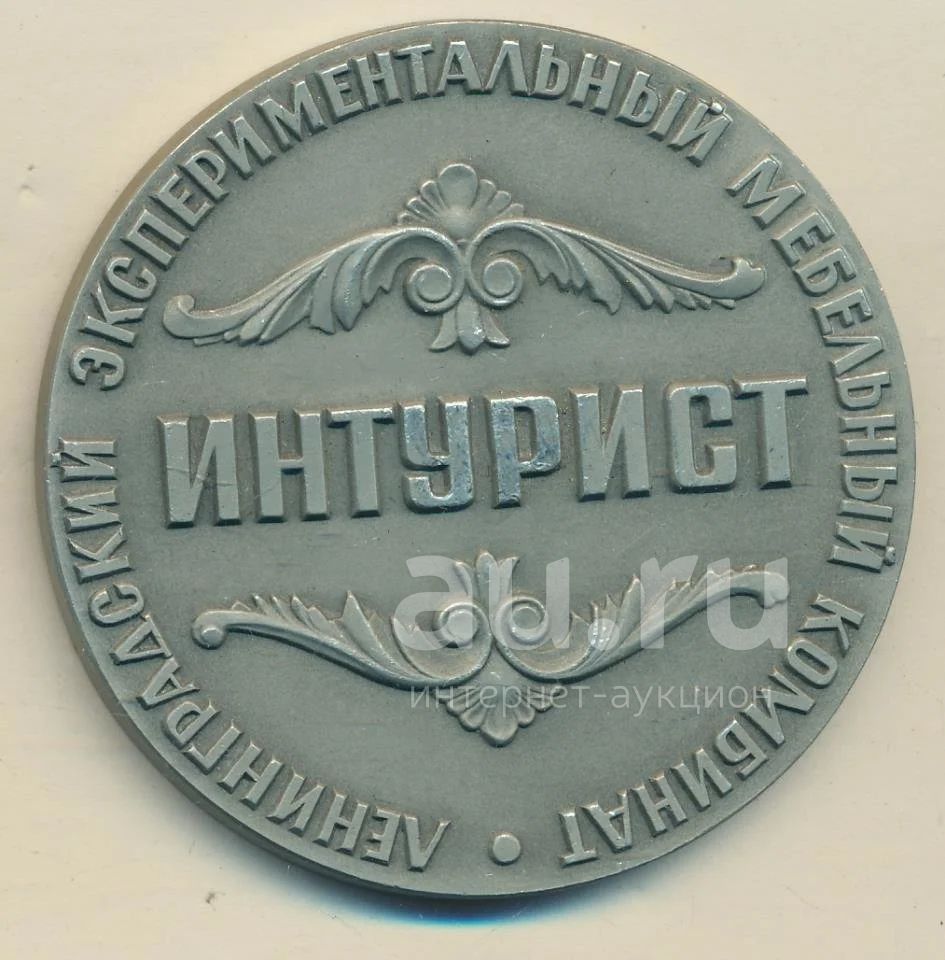 ЛЕНИНГРАДСКИЙ ЭКСПЕРИМЕНТАЛЬНЫЙ МЕБЕЛЬНЫЙ КОМБИНАТ •
ИНТУРИСТ
au.ru
интернет-аукцион